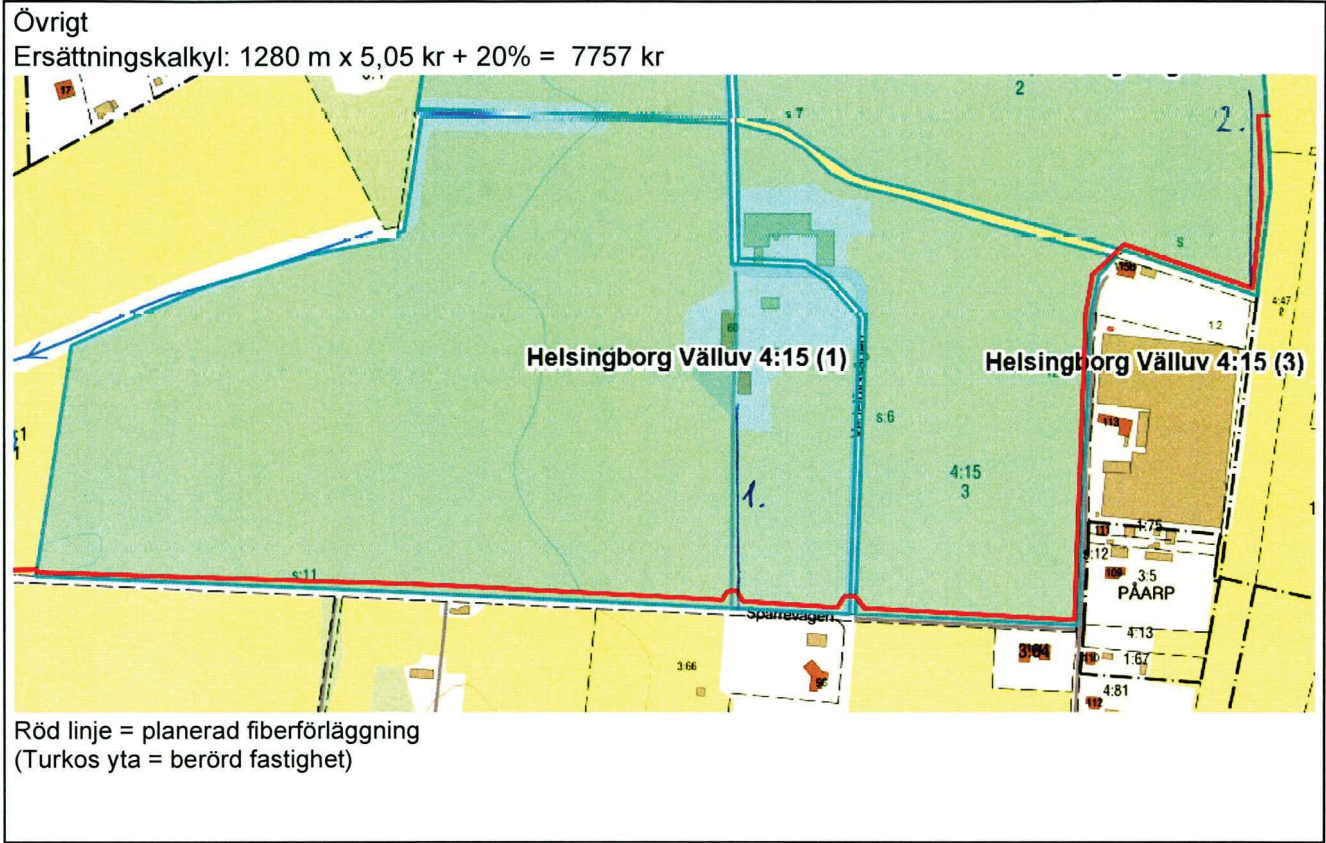 Övrigt
Ersättningskalkyl: 1280 m x 5,05 kr + 20% = 7757 kr
17
2
s:7
2.
s
158
4:47
2
1:2
60
Helsingborg Välluv 4:15 (1)
Helsingborg Välluv 4:15 (3)
s:6
113
4:15
3
1.
1:75
111
s:12
109
3:5
PÅARP
s:11
Sparrevägen
4:13
3:64
110
1:67
3:66
96
4:81
112
Röd linje = planerad fiberförläggning
(Turkos yta = berörd fastighet)